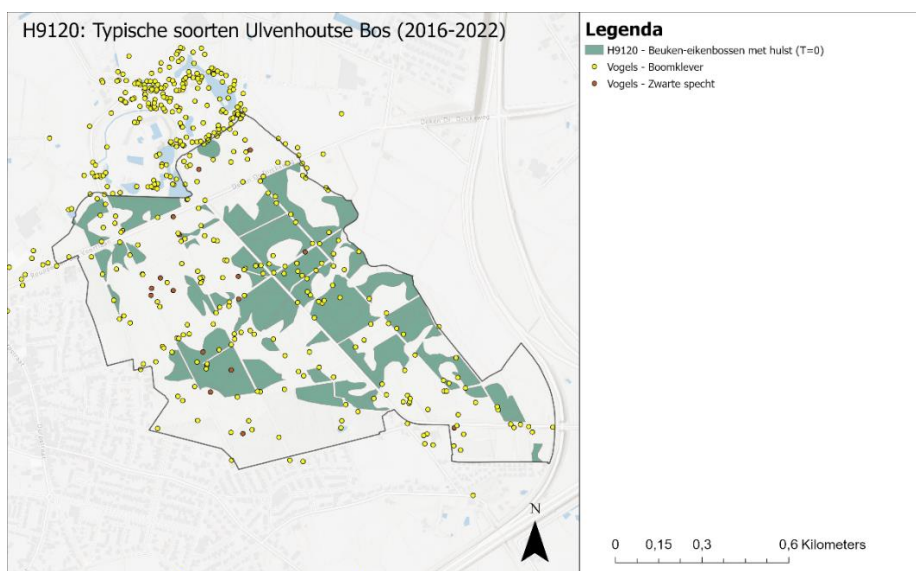 H9120: Typische soorten Ulvenhoutse Bos (2016-2022)
Legenda
H9120 - Beuken-eikenbossen met hulst (T=0)
Vogels - Boomklever
Vogels - Zwarte specht
N
0 0,15 0,3 0,6 Kilometers